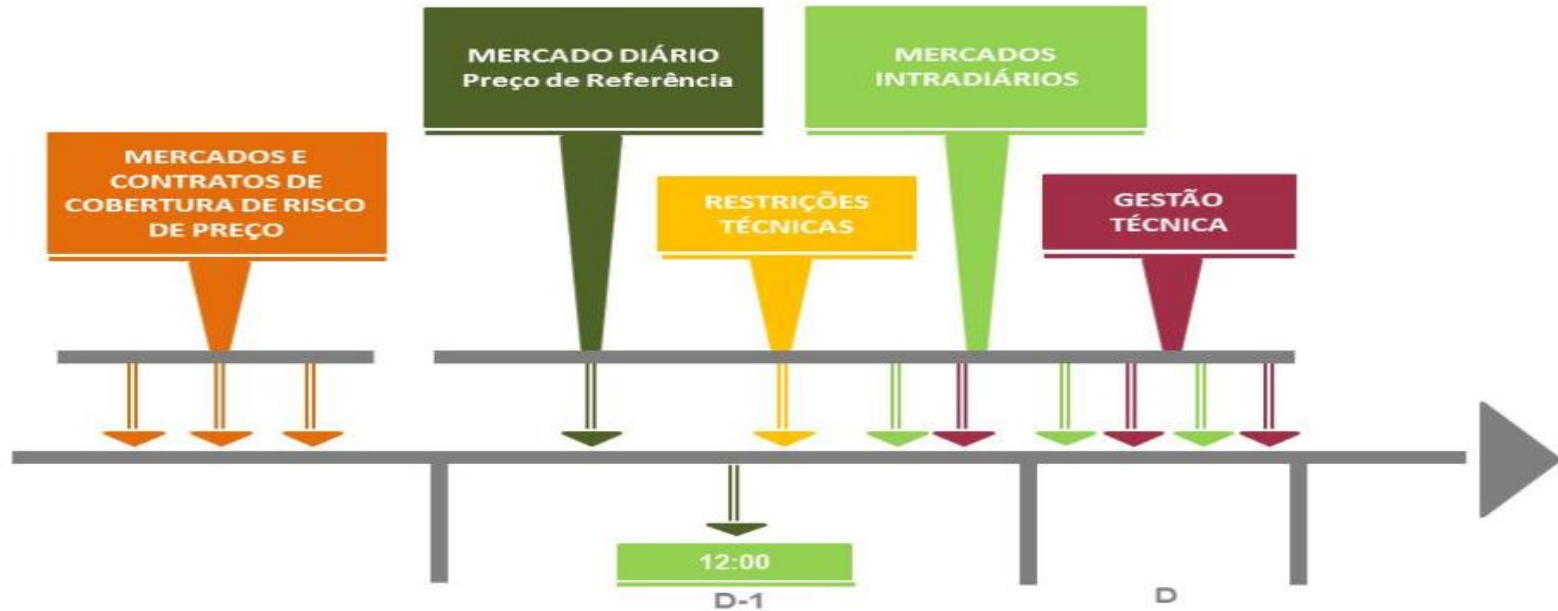 MERCADO DIÁRIO
Preço de Referência
MERCADOS
INTRADIÁRIOS
MERCADOS E
CONTRATOS DE
COBERTURA DE RISCO
DE PREÇO
RESTRIÇÕES
TÉCNICAS
GESTÃO
TÉCNICA
12:00
D-1
D